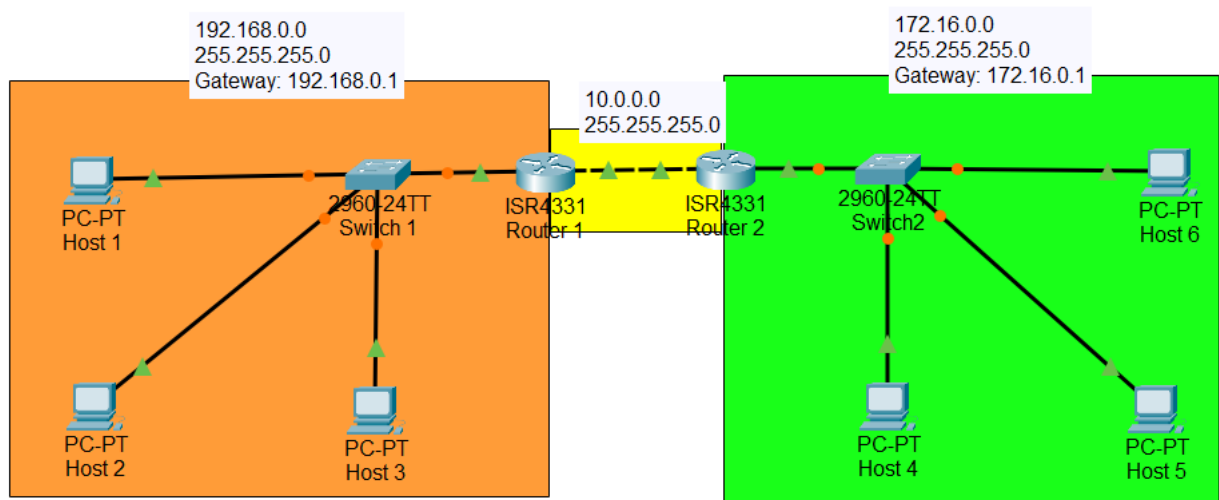 192.168.0.0
255.255.255.0
Gateway: 192.168.0.1
10.0.0.0
255.255.255.0
172.16.0.0
255.255.255.0
Gateway: 172.16.0.1
PC-PT
Host 1
2960-24TT
Switch 1
ISR4331
Router 1
ISR4331
Router 2
2960-24TT
Switch2
PC-PT
Host 6
PC-PT
Host 2
PC-PT
Host 3
PC-PT
Host 4
PC-PT
Host 5